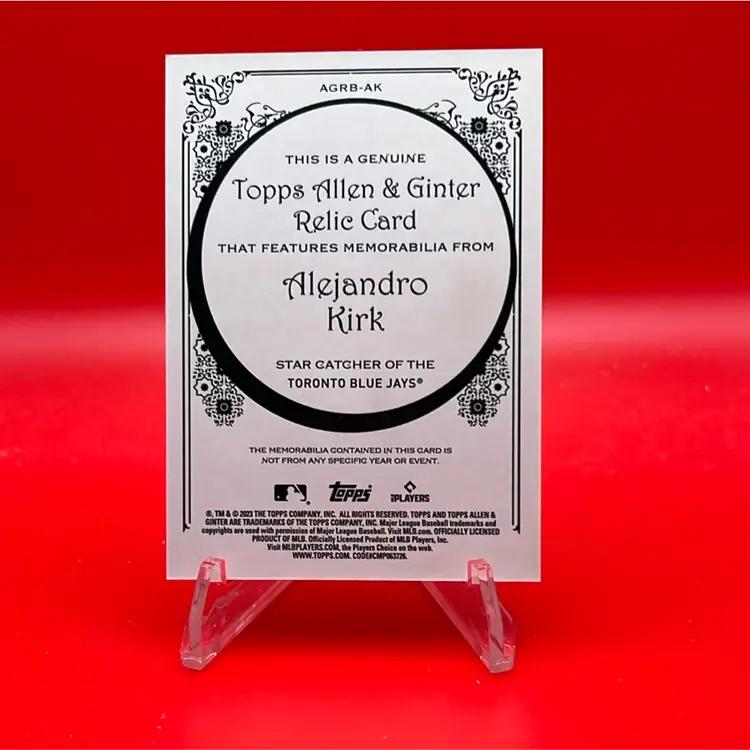 AGRB-AK
THIS IS A GENUINE
Topps Allen & Ginter
Relic Card
THAT FEATURES MEMORABILIA FROM
Alejandro
Kirk
STAR CATCHER OF THE
TORONTO BLUE JAYS®
THE MEMORABILIA CONTAINED IN THIS CARD IS
NOT FROM ANY SPECIFIC YEAR OR EVENT.
Topps PLAYERS
®, TM & © 2023 THE TOPPS COMPANY, INC. ALL RIGHTS RESERVED. TOPPS AND TOPPS ALLEN &
GINTER ARE TRADEMARKS OF THE TOPPS COMPANY, INC. Major League Baseball trademarks and
copyrights are used with permission of Major League Baseball. Visit MLB.com. OFFICIALLY LICENSED
PRODUCT OF MLB. Officially Licensed Product of MLB Players, Inc.
Visit MLBPLAYERS.COM, the Players Choice on the web.
WWW.TOPPS.COM. CODE#CMP063726.